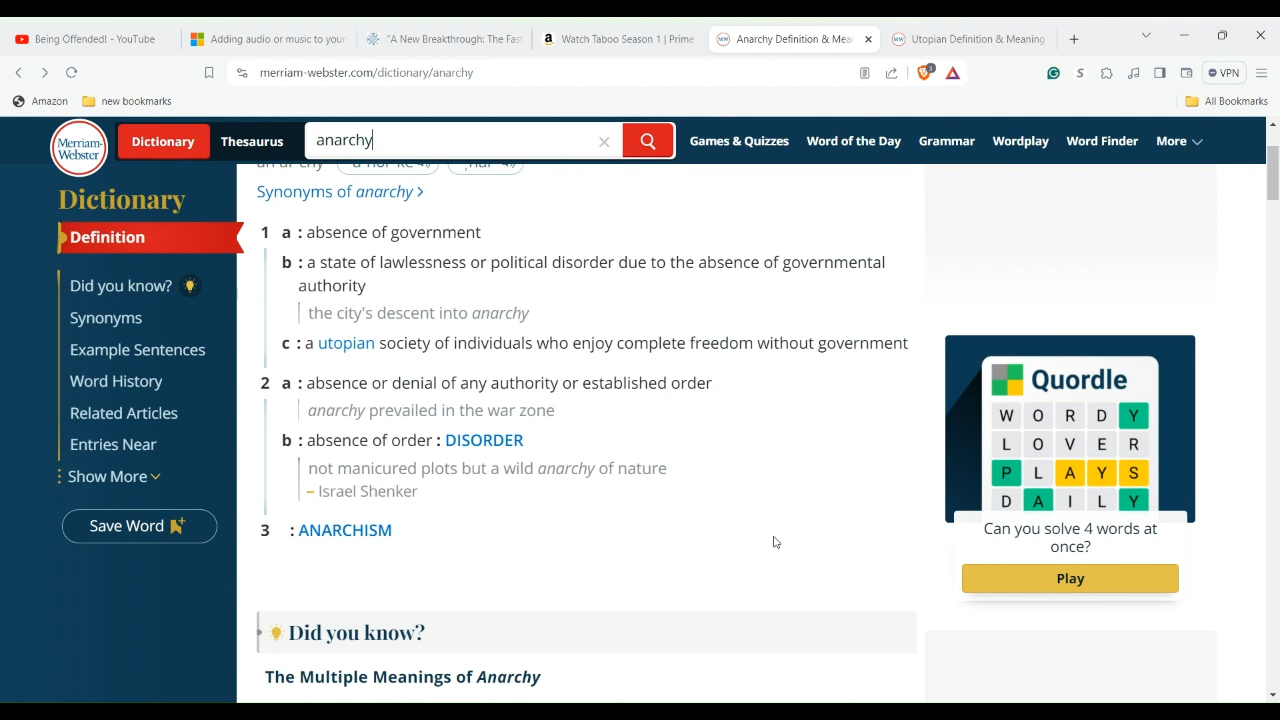 Being Offended! - YouTube
Adding audio or music to your
"A New Breakthrough: The Fast
Watch Taboo Season 1 | Prime
Anarchy Definition & Mea
Utopian Definition & Meaning
merriam-webster.com/dictionary/anarchy
3
VPN
Amazon
new bookmarks
All Bookmarks
Merriam-
Webster
Dictionary
Thesaurus
anarchy
Games & Quizzes
Word of the Day
Grammar
Wordplay
Word Finder
More
Dictionary
Definition
Did you know?
Synonyms
Example Sentences
Word History
Related Articles
Entries Near
Show More
Save Word
Synonyms of anarchy
1 a : absence of government
b : a state of lawlessness or political disorder due to the absence of governmental
authority
the city's descent into anarchy
c : a utopian society of individuals who enjoy complete freedom without government
2 a : absence or denial of any authority or established order
anarchy prevailed in the war zone
b : absence of order : DISORDER
not manicured plots but a wild anarchy of nature
– Israel Shenker
3 : ANARCHISM
Did you know?
The Multiple Meanings of Anarchy
Quordle
W O R D Y
L O V E R
P L A Y S
D A I L Y
Can you solve 4 words at
once?
Play